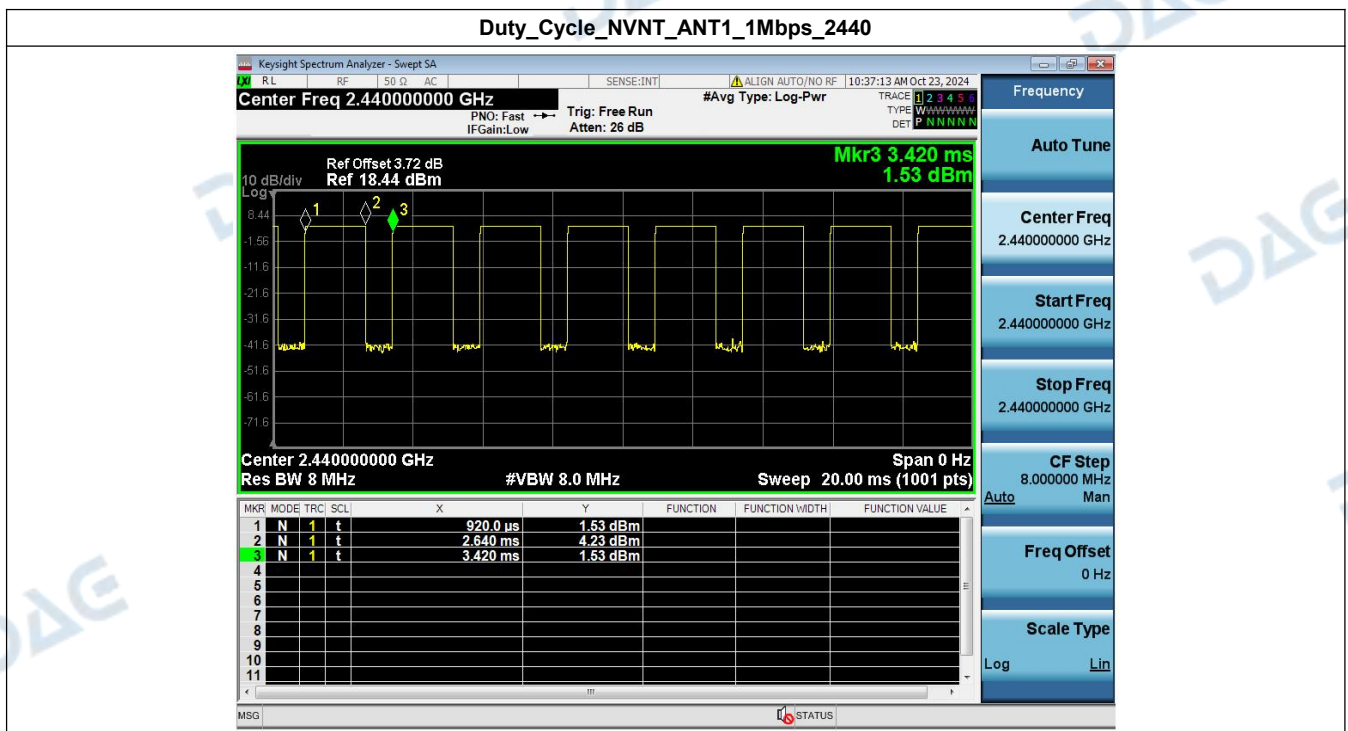 Duty_Cycle_NVNT_ANT1_1Mbps_2440
Keysight Spectrum Analyzer - Swept SA
LXI RL RF 50 Ω AC SENSE:INT ALIGN AUTO/NO RF 10:37:13 AM Oct 23, 2024
Center Freq 2.440000000 GHz #Avg Type: Log-Pwr TRACE 1 2 3 4 5 6
PNO: Fast Trig: Free Run TYPE WWWWWW
IFGain:Low Atten: 26 dB DET P N N N N N
Frequency
Auto Tune
Center Freq
2.440000000 GHz
Start Freq
2.440000000 GHz
Stop Freq
2.440000000 GHz
CF Step
8.000000 MHz
Auto Man
Freq Offset
0 Hz
Scale Type
Log Lin
Mkr3 3.420 ms
1.53 dBm
Ref Offset 3.72 dB
10 dB/div Ref 18.44 dBm
Log
1 2 3
8.44
-1.56
-11.6
-21.6
-31.6
-41.6
-51.6
-61.6
-71.6
Center 2.440000000 GHz Span 0 Hz
Res BW 8 MHz #VBW 8.0 MHz Sweep 20.00 ms (1001 pts)
MKR MODE TRC SCL X Y FUNCTION FUNCTION WIDTH FUNCTION VALUE
1 N 1 t 920.0 µs 1.53 dBm
2 N 1 t 2.640 ms 4.23 dBm
3 N 1 t 3.420 ms 1.53 dBm
4
5
6
7
8
9
10
11
MSG STATUS
DAG
DAG
DAG